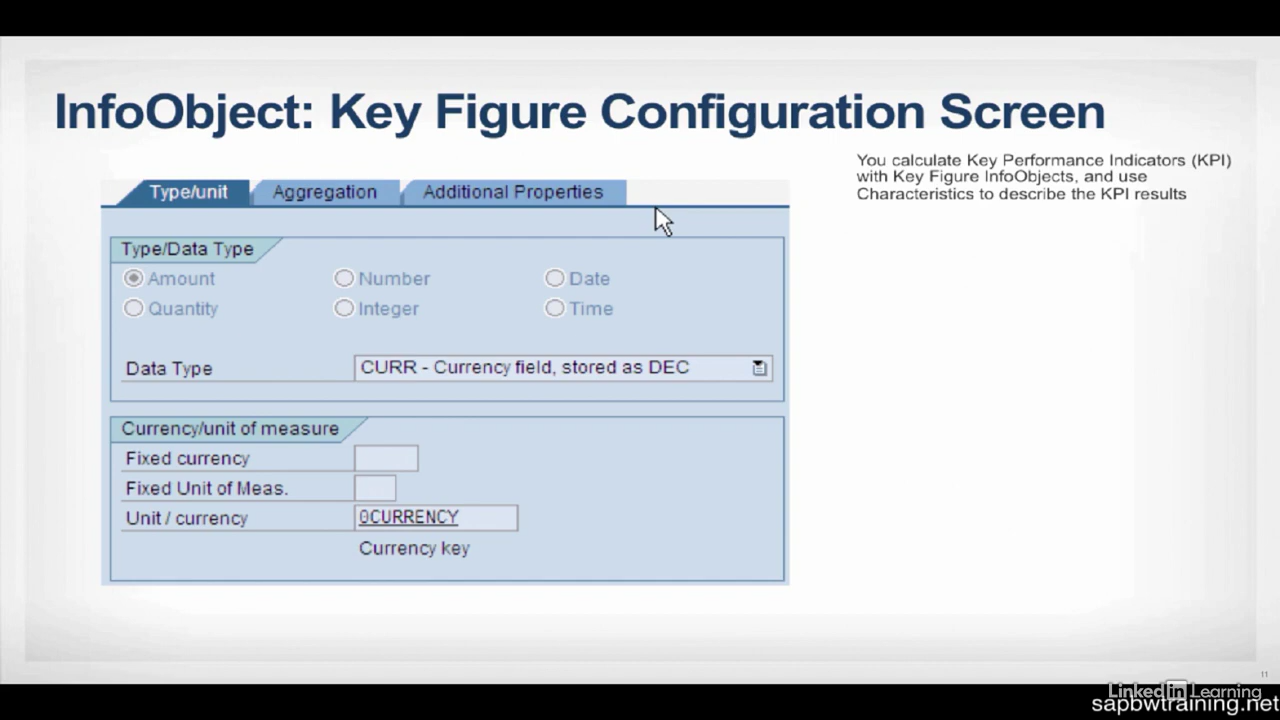 InfoObject: Key Figure Configuration Screen
You calculate Key Performance Indicators (KPI)
with Key Figure InfoObjects, and use
Characteristics to describe the KPI results
Type/unit Aggregation Additional Properties
Type/Data Type
Amount Number Date
Quantity Integer Time
Data Type CURR - Currency field, stored as DEC
Currency/unit of measure
Fixed currency
Fixed Unit of Meas.
Unit / currency 0CURRENCY
Currency key
11
Linked in Learning
sapbwtraining.net